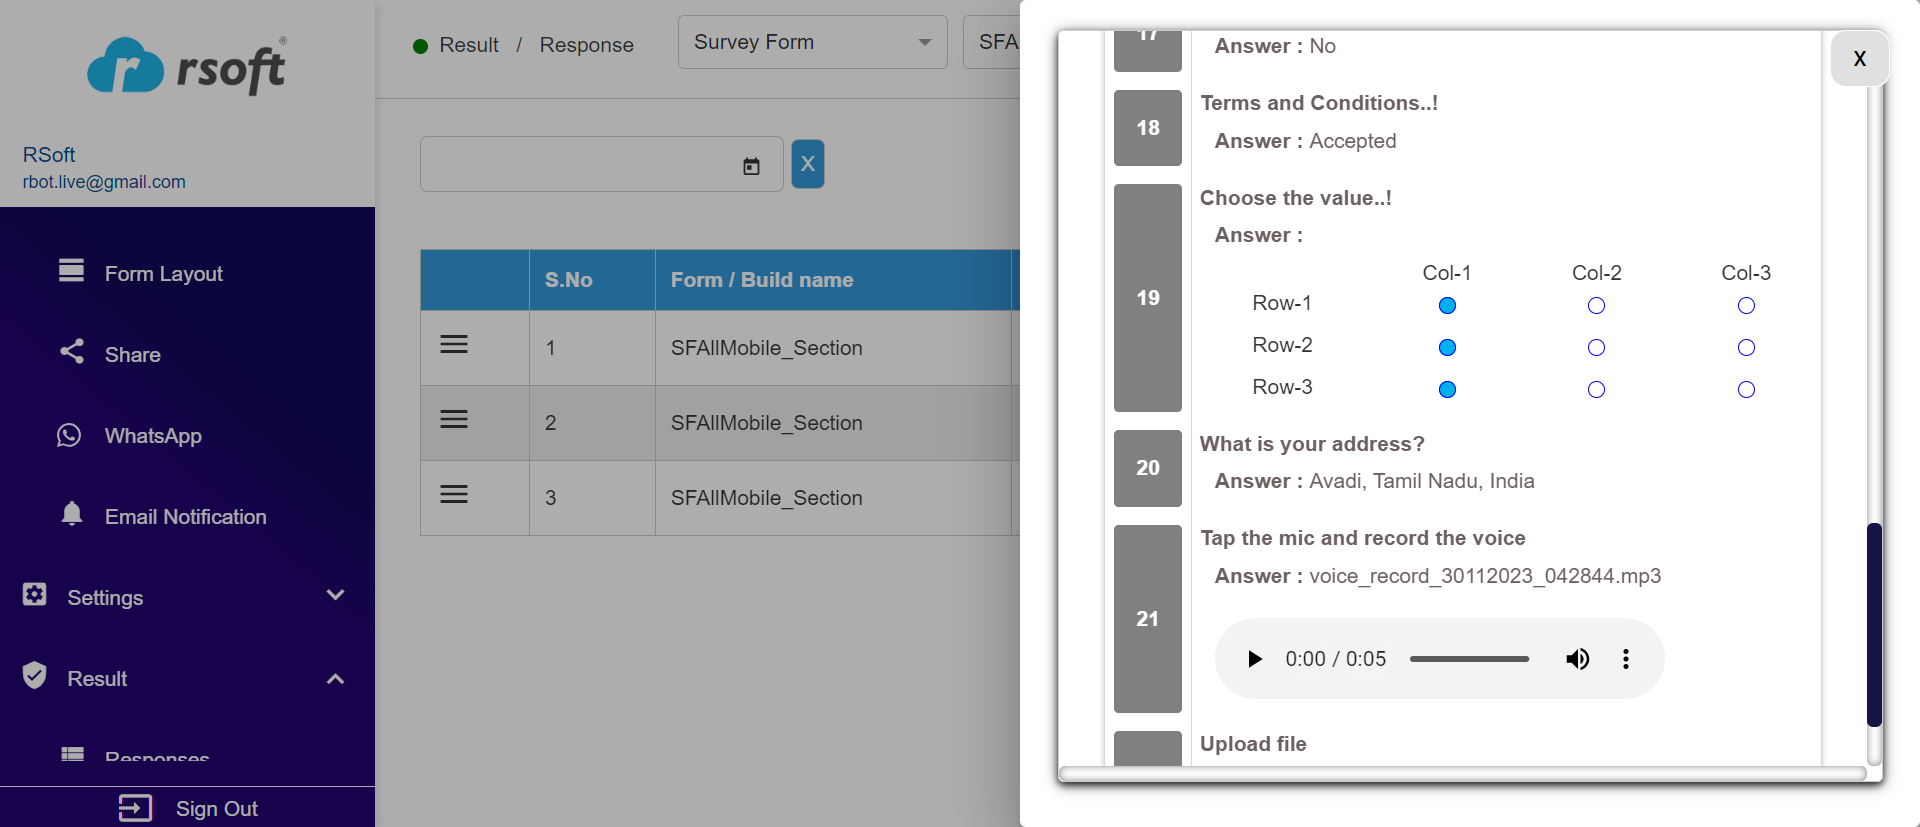 rsoft®
RSoft
rbot.live@gmail.com
Form Layout
Share
WhatsApp
Email Notification
Settings
Result
Responses
Sign Out
Result / Response
Survey Form
SFA
X
S.No
Form / Build name
1
SFAllMobile_Section
2
SFAllMobile_Section
3
SFAllMobile_Section
X
17
Answer : No
18
Terms and Conditions..!
Answer : Accepted
19
Choose the value..!
Answer :
Col-1 Col-2 Col-3
Row-1
Row-2
Row-3
20
What is your address?
Answer : Avadi, Tamil Nadu, India
21
Tap the mic and record the voice
Answer : voice_record_30112023_042844.mp3
0:00 / 0:05
Upload file